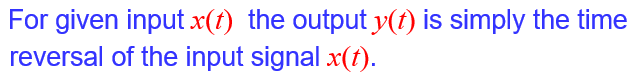 For given input x(t) the output y(t) is simply the time
reversal of the input signal x(t).